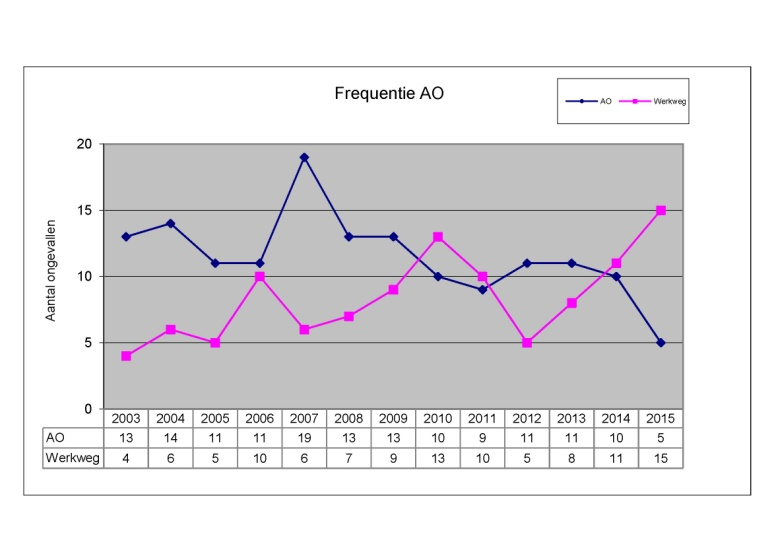 Frequentie AO
AO Werkweg
20
15
10
5
0
Aantal ongevallen
2003 2004 2005 2006 2007 2008 2009 2010 2011 2012 2013 2014 2015
AO 13 14 11 11 19 13 13 10 9 11 11 10 5
Werkweg 4 6 5 10 6 7 9 13 10 5 8 11 15